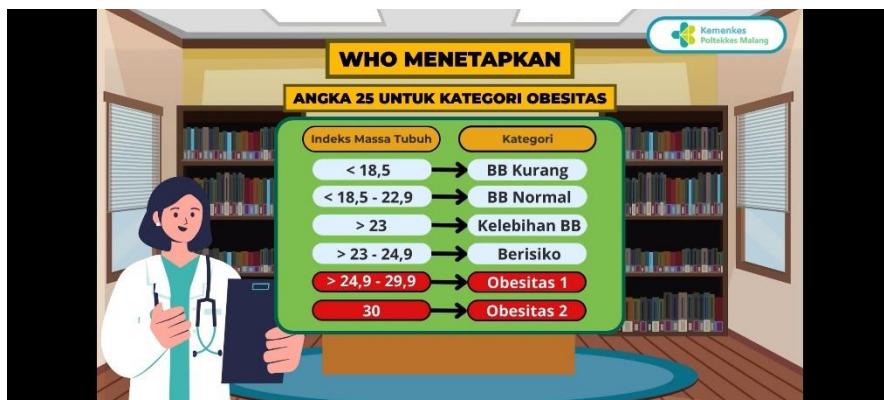 Kemenkes
Poltekkes Malang
WHO MENETAPKAN
ANGKA 25 UNTUK KATEGORI OBESITAS
Indeks Massa Tubuh Kategori
< 18,5 BB Kurang
< 18,5 - 22,9 BB Normal
> 23 Kelebihan BB
> 23 - 24,9 Berisiko
> 24,9 - 29,9 Obesitas 1
30 Obesitas 2